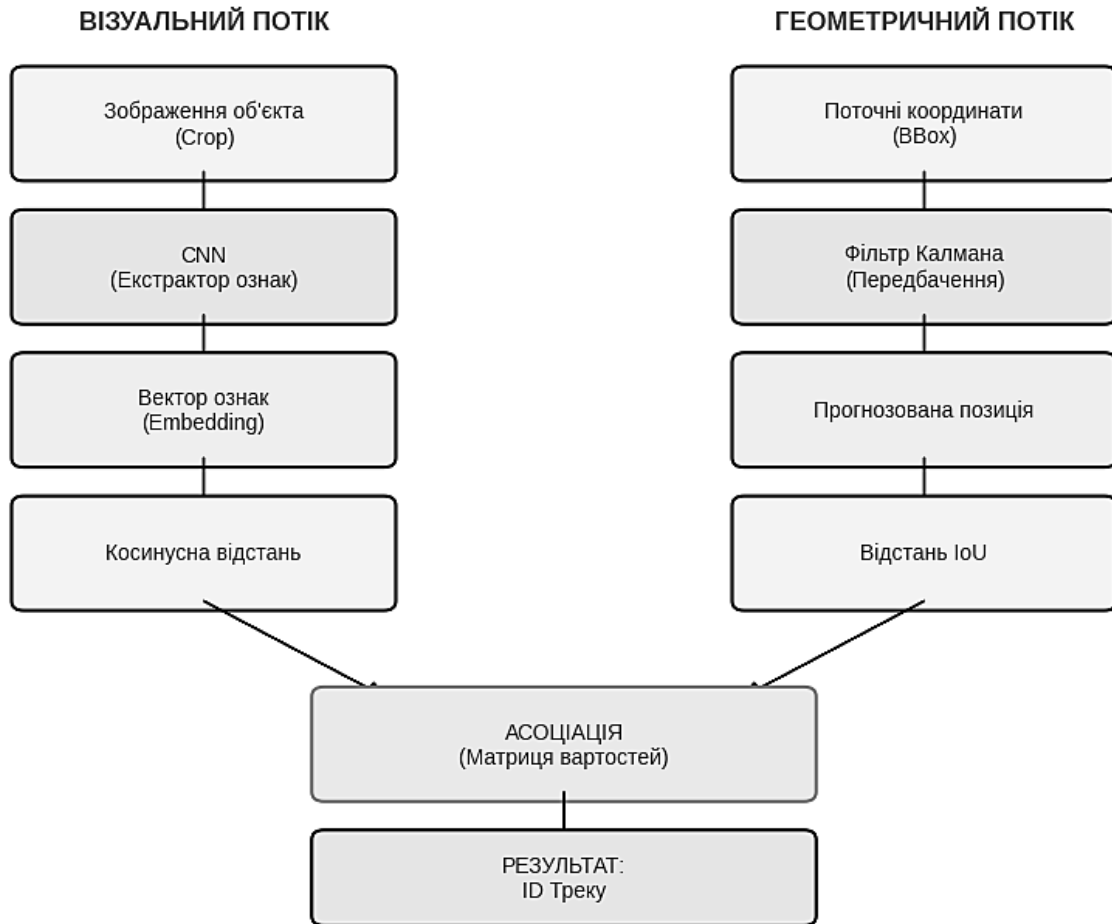 ВІЗУАЛЬНИЙ ПОТІК
Зображення об'єкта
(Crop)
CNN
(Екстрактор ознак)
Вектор ознак
(Embedding)
Косинусна відстань
ГЕОМЕТРИЧНИЙ ПОТІК
Поточні координати
(BBox)
Фільтр Калмана
(Передбачення)
Прогнозована позиція
Відстань IoU
АСОЦІАЦІЯ
(Матриця вартостей)
РЕЗУЛЬТАТ:
ID Треку